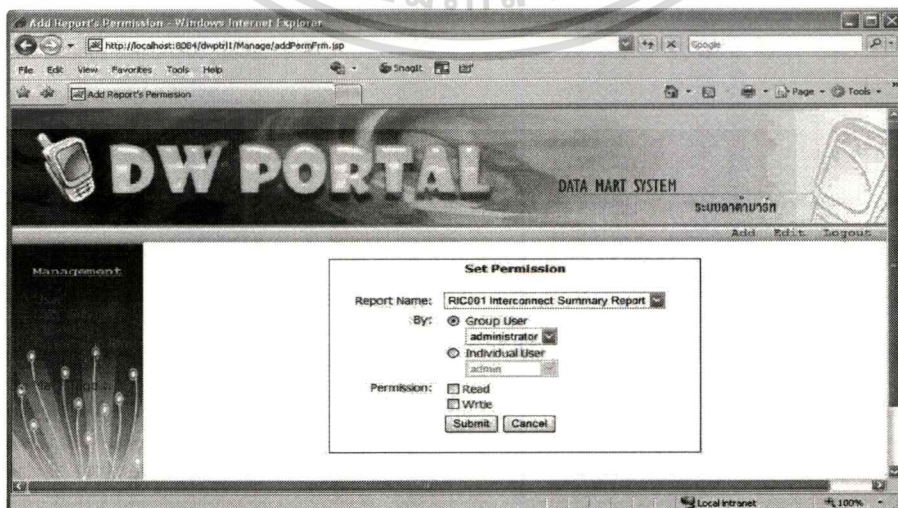 Add Report's Permission - Windows Internet Explorer
http://localhost:8084/dwptrl1/Manage/addPermFrm.jsp
Google
File Edit View Favorites Tools Help
SnagIt
Add Report's Permission
Page Tools
DW PORTAL
DATA MART SYSTEM
ระบบดาต้ามาร์ท
Add Edit Logout
Management
User
Set Permission
Report Name: RIC001 Interconnect Summary Report
By: Group User
administrator
Individual User
admin
Permission: Read
Wrtie
Submit Cancel
Local intranet 100%